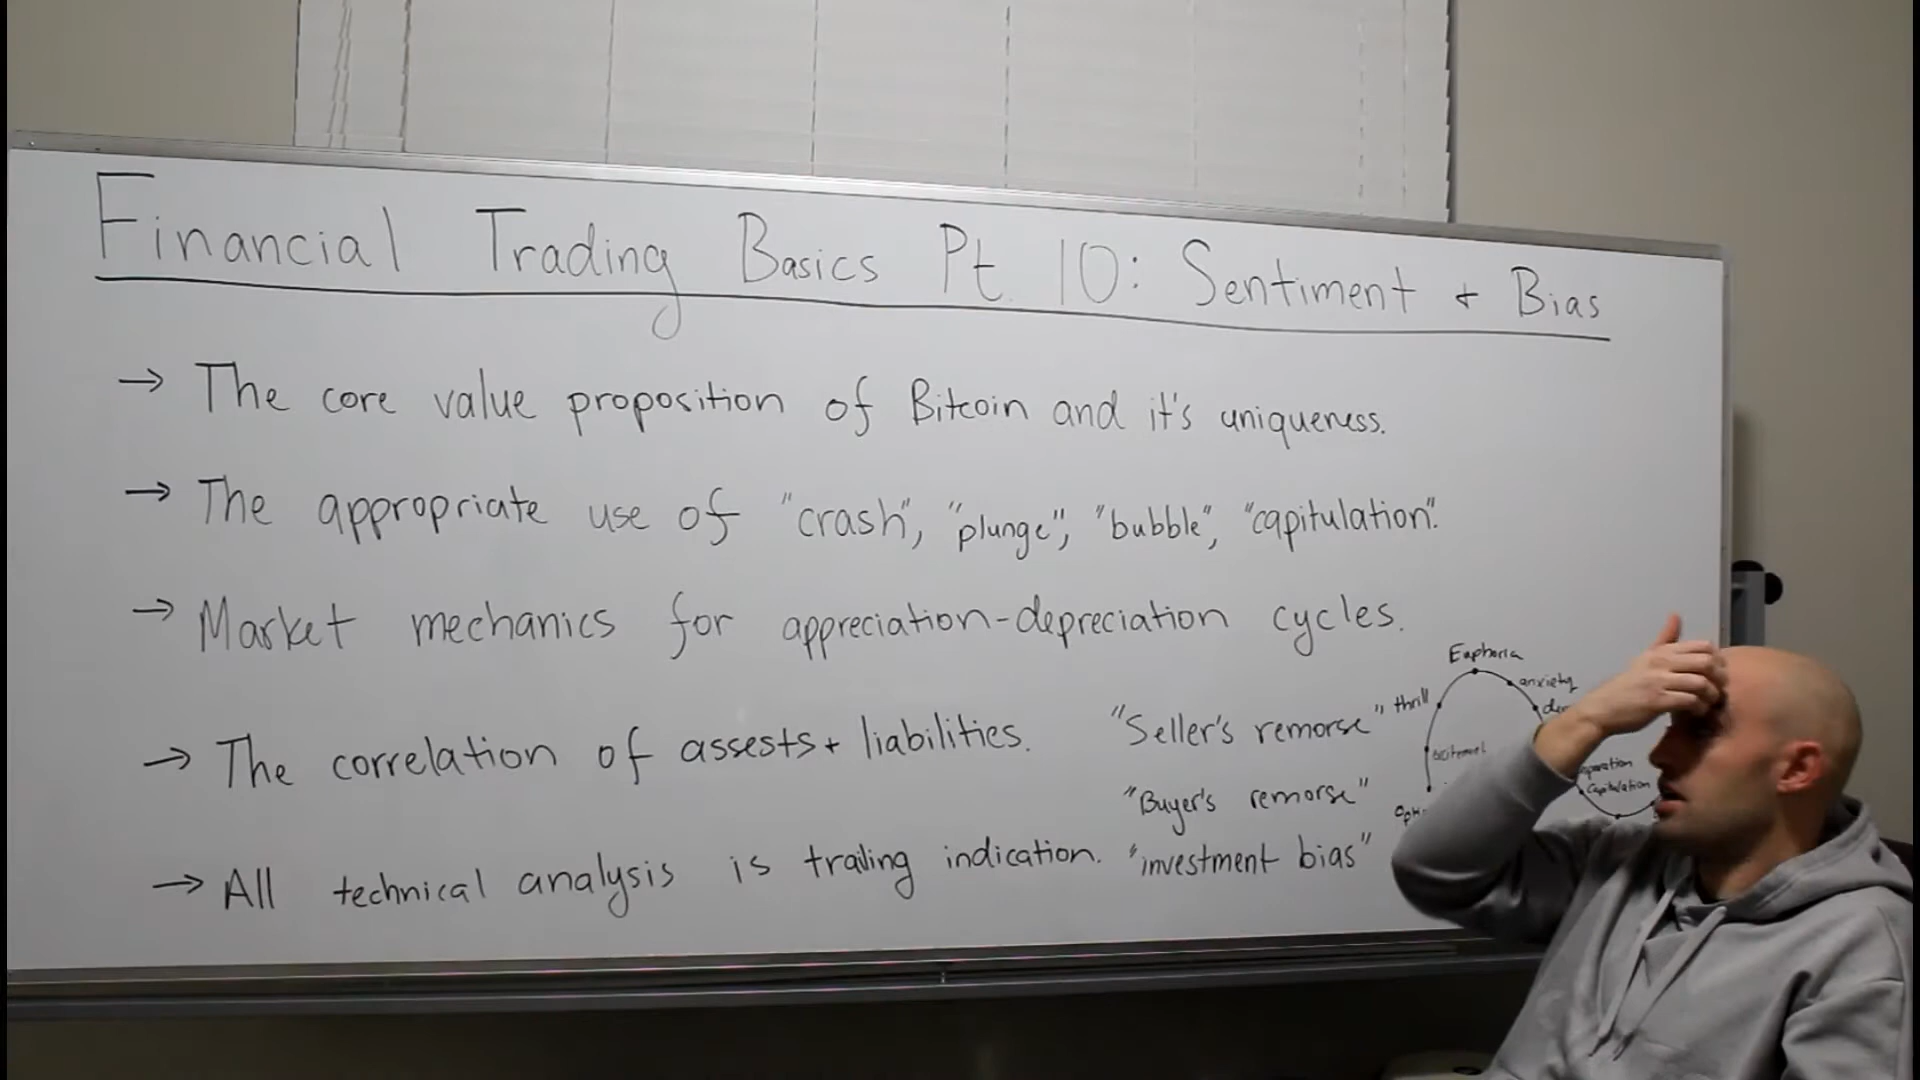 Financial Trading Basics Pt. 10: Sentiment + Bias
→ The core value proposition of Bitcoin and it's uniqueness.
→ The appropriate use of "crash", "plunge", "bubble", "capitulation".
→ Market mechanics for appreciation-depreciation cycles.
→ The correlation of assests + liabilities.
→ All technical analysis is trailing indication.
"Seller's remorse"
"Buyer's remorse"
"investment bias"
Euphoria
thrill
anxiety
excitement
Capitulation